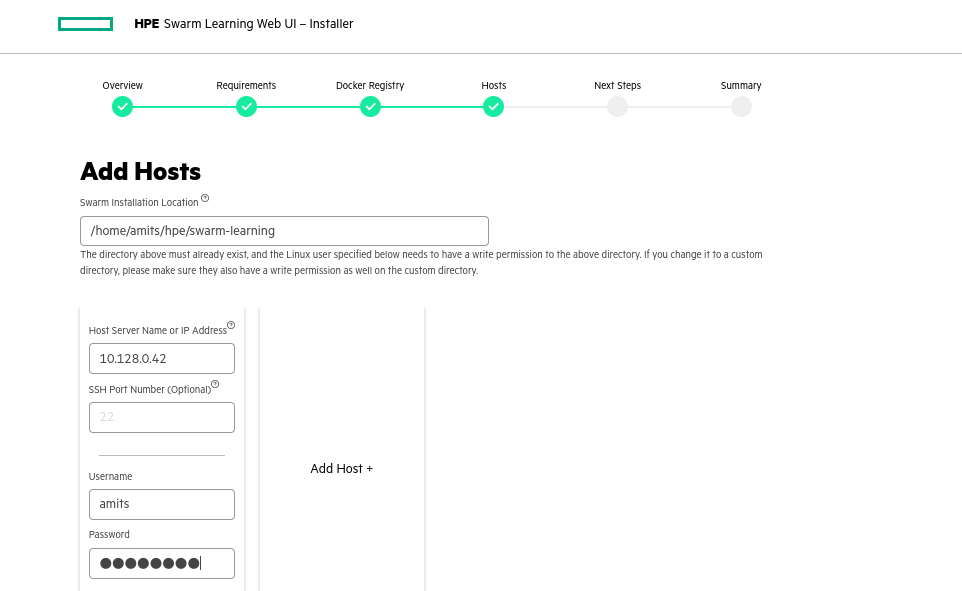 HPE Swarm Learning Web UI – Installer
Overview
Requirements
Docker Registry
Hosts
Next Steps
Summary
Add Hosts
Swarm Installation Location
/home/amits/hpe/swarm-learning
The directory above must already exist, and the Linux user specified below needs to have a write permission to the above directory. If you change it to a custom
directory, please make sure they also have a write permission as well on the custom directory.
Host Server Name or IP Address
10.128.0.42
SSH Port Number (Optional)
22
Username
amits
Password
●●●●●●●●
Add Host +